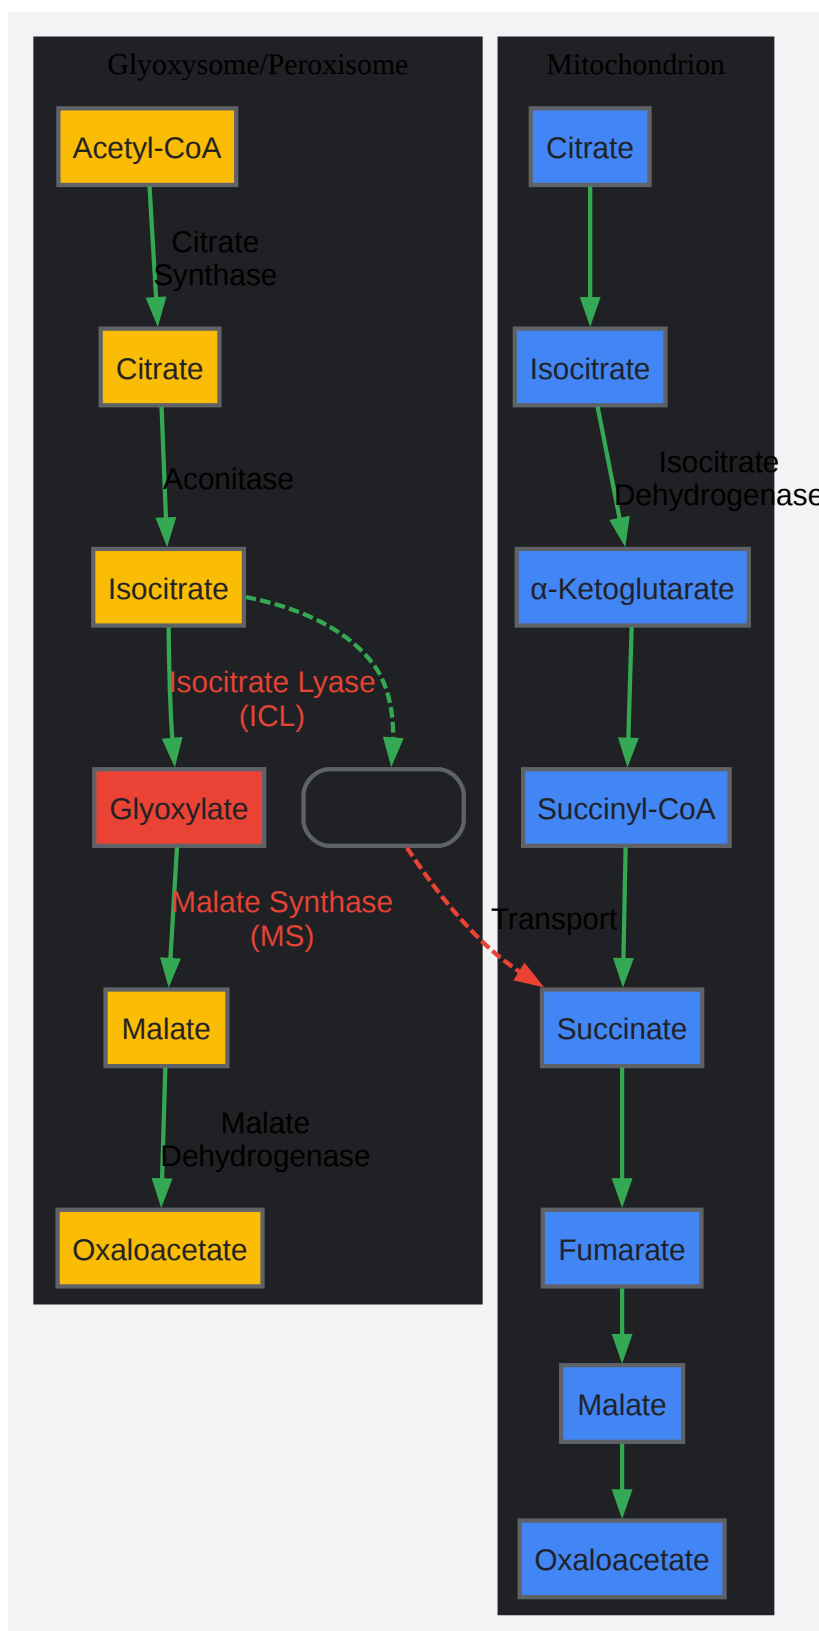 Glyoxysome/Peroxisome
Acetyl-CoA
Citrate
Synthase
Citrate
Aconitase
Isocitrate
Isocitrate Lyase
(ICL)
Glyoxylate
Malate Synthase
(MS)
Malate
Malate
Dehydrogenase
Oxaloacetate
Transport
Mitochondrion
Citrate
Isocitrate
Isocitrate
Dehydrogenase
α-Ketoglutarate
Succinyl-CoA
Succinate
Fumarate
Malate
Oxaloacetate